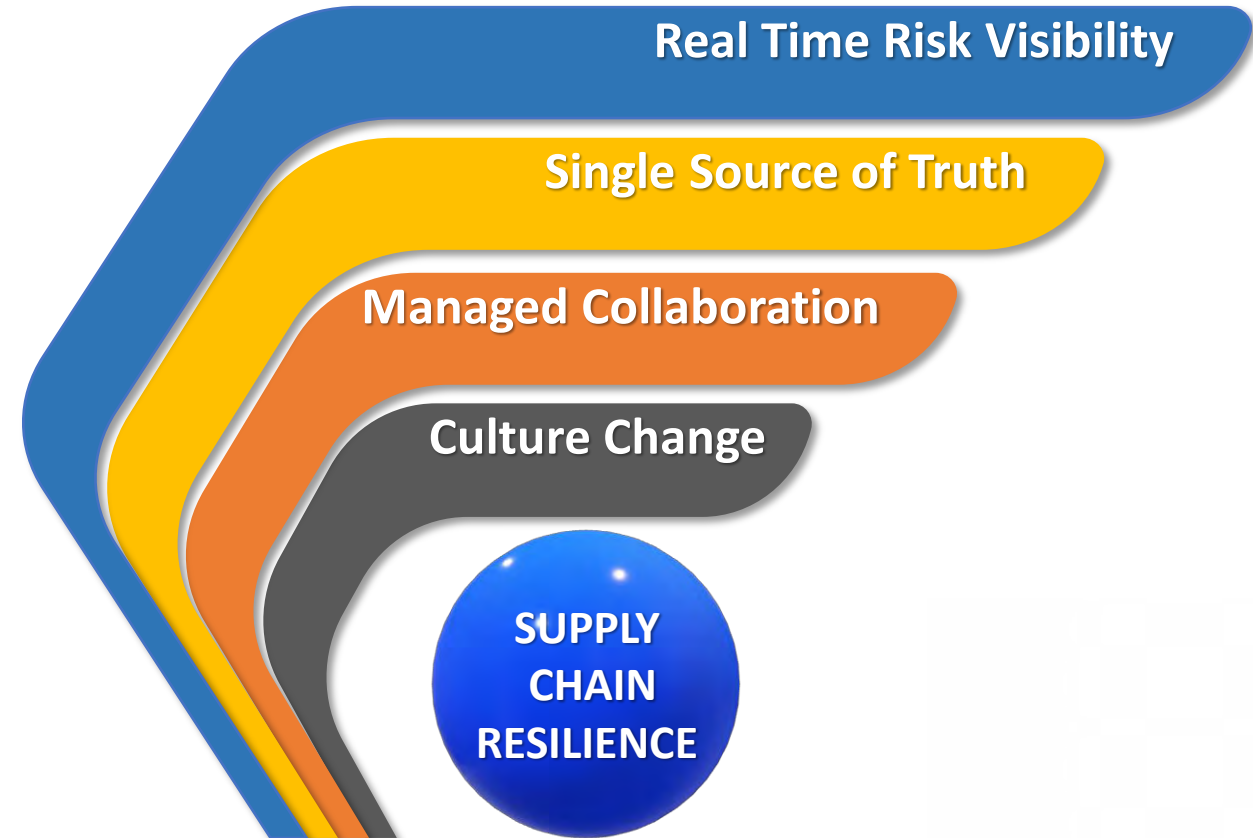 Real Time Risk Visibility
Single Source of Truth
Managed Collaboration
Culture Change
SUPPLY
CHAIN
RESILIENCE